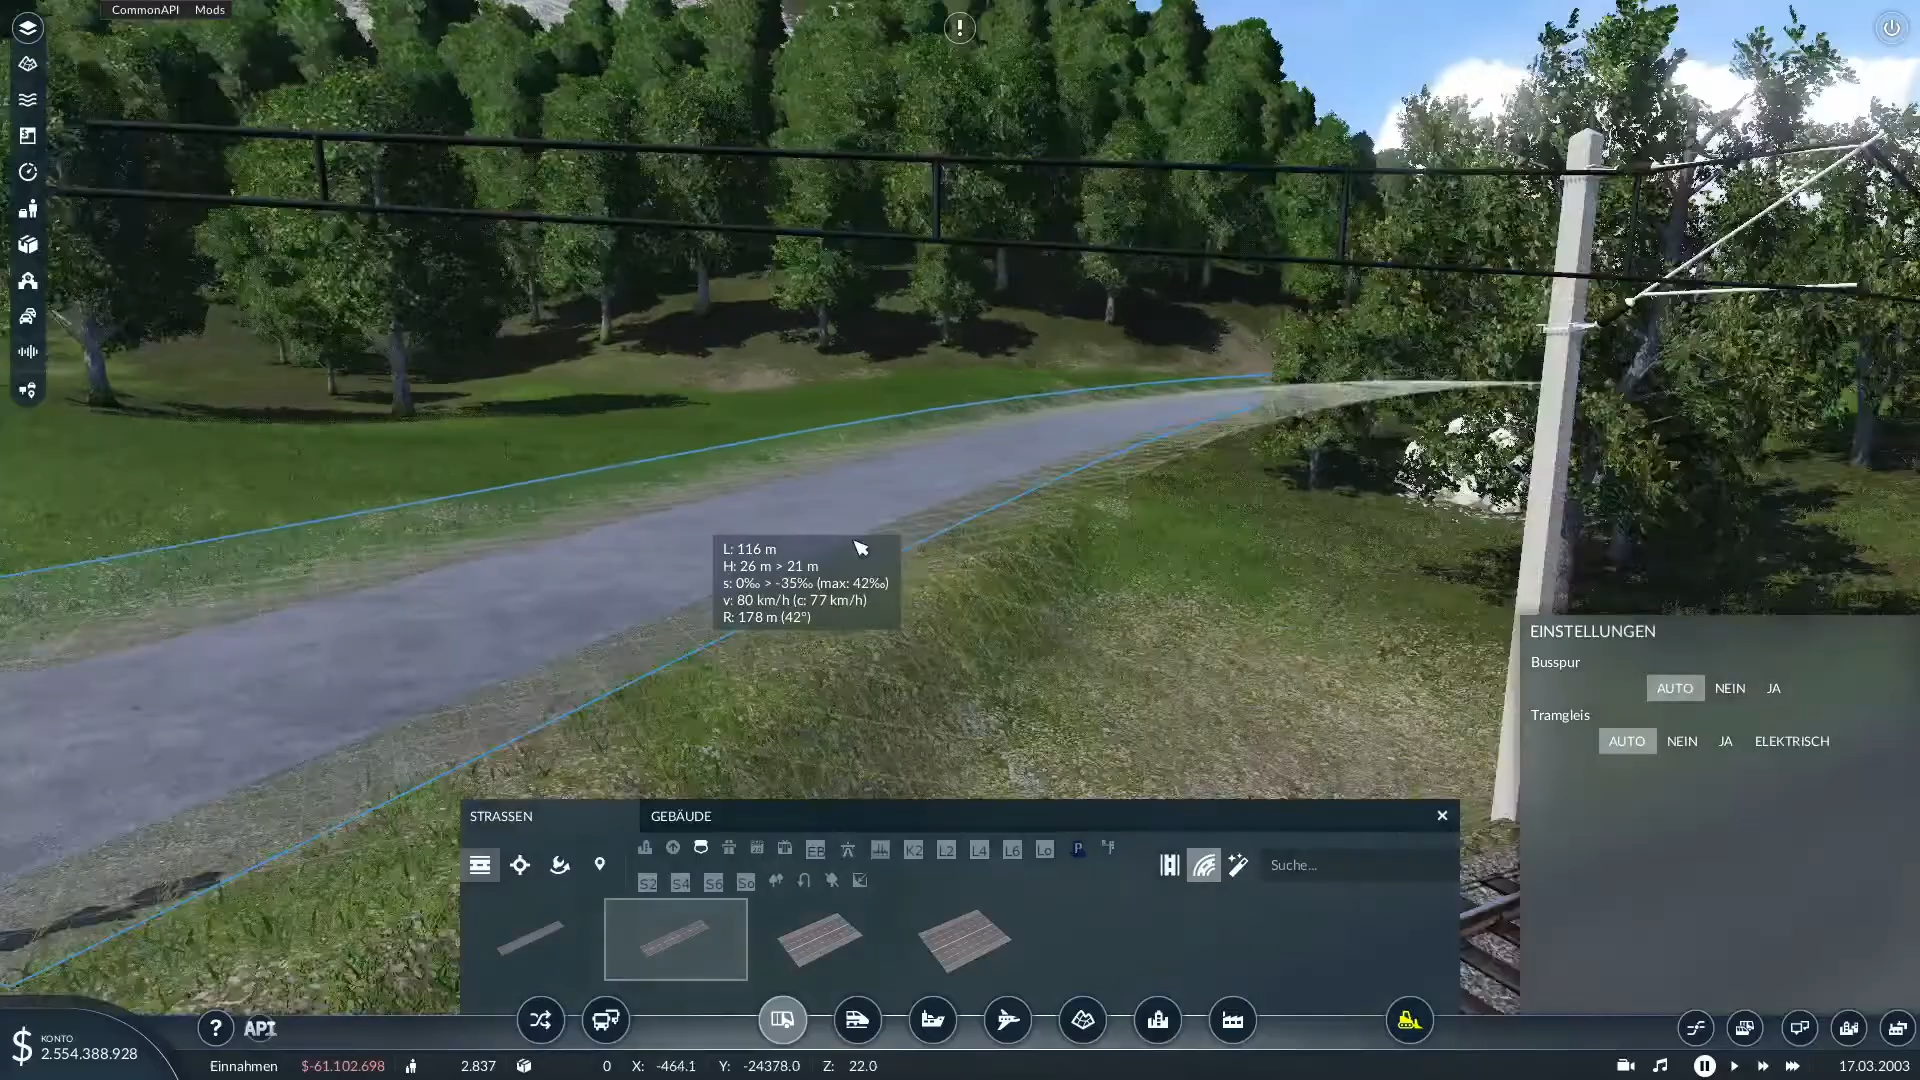 CommonAPI Mods
L: 116 m
H: 26 m > 21 m
s: 0‰ > -35‰ (max: 42‰)
v: 80 km/h (c: 77 km/h)
R: 178 m (42°)
EINSTELLUNGEN
Busspur
AUTO NEIN JA
Tramgleis
AUTO NEIN JA ELEKTRISCH
STRASSEN GEBÄUDE
EB K2 L2 L4 L6 Lo P
Suche...
S2 S4 S6 So
? API
$ KONTO
2.554.388.928
Einnahmen $-61.102.698 2.837 0 X: -464.1 Y: -24378.0 Z: 22.0 17.03.2003